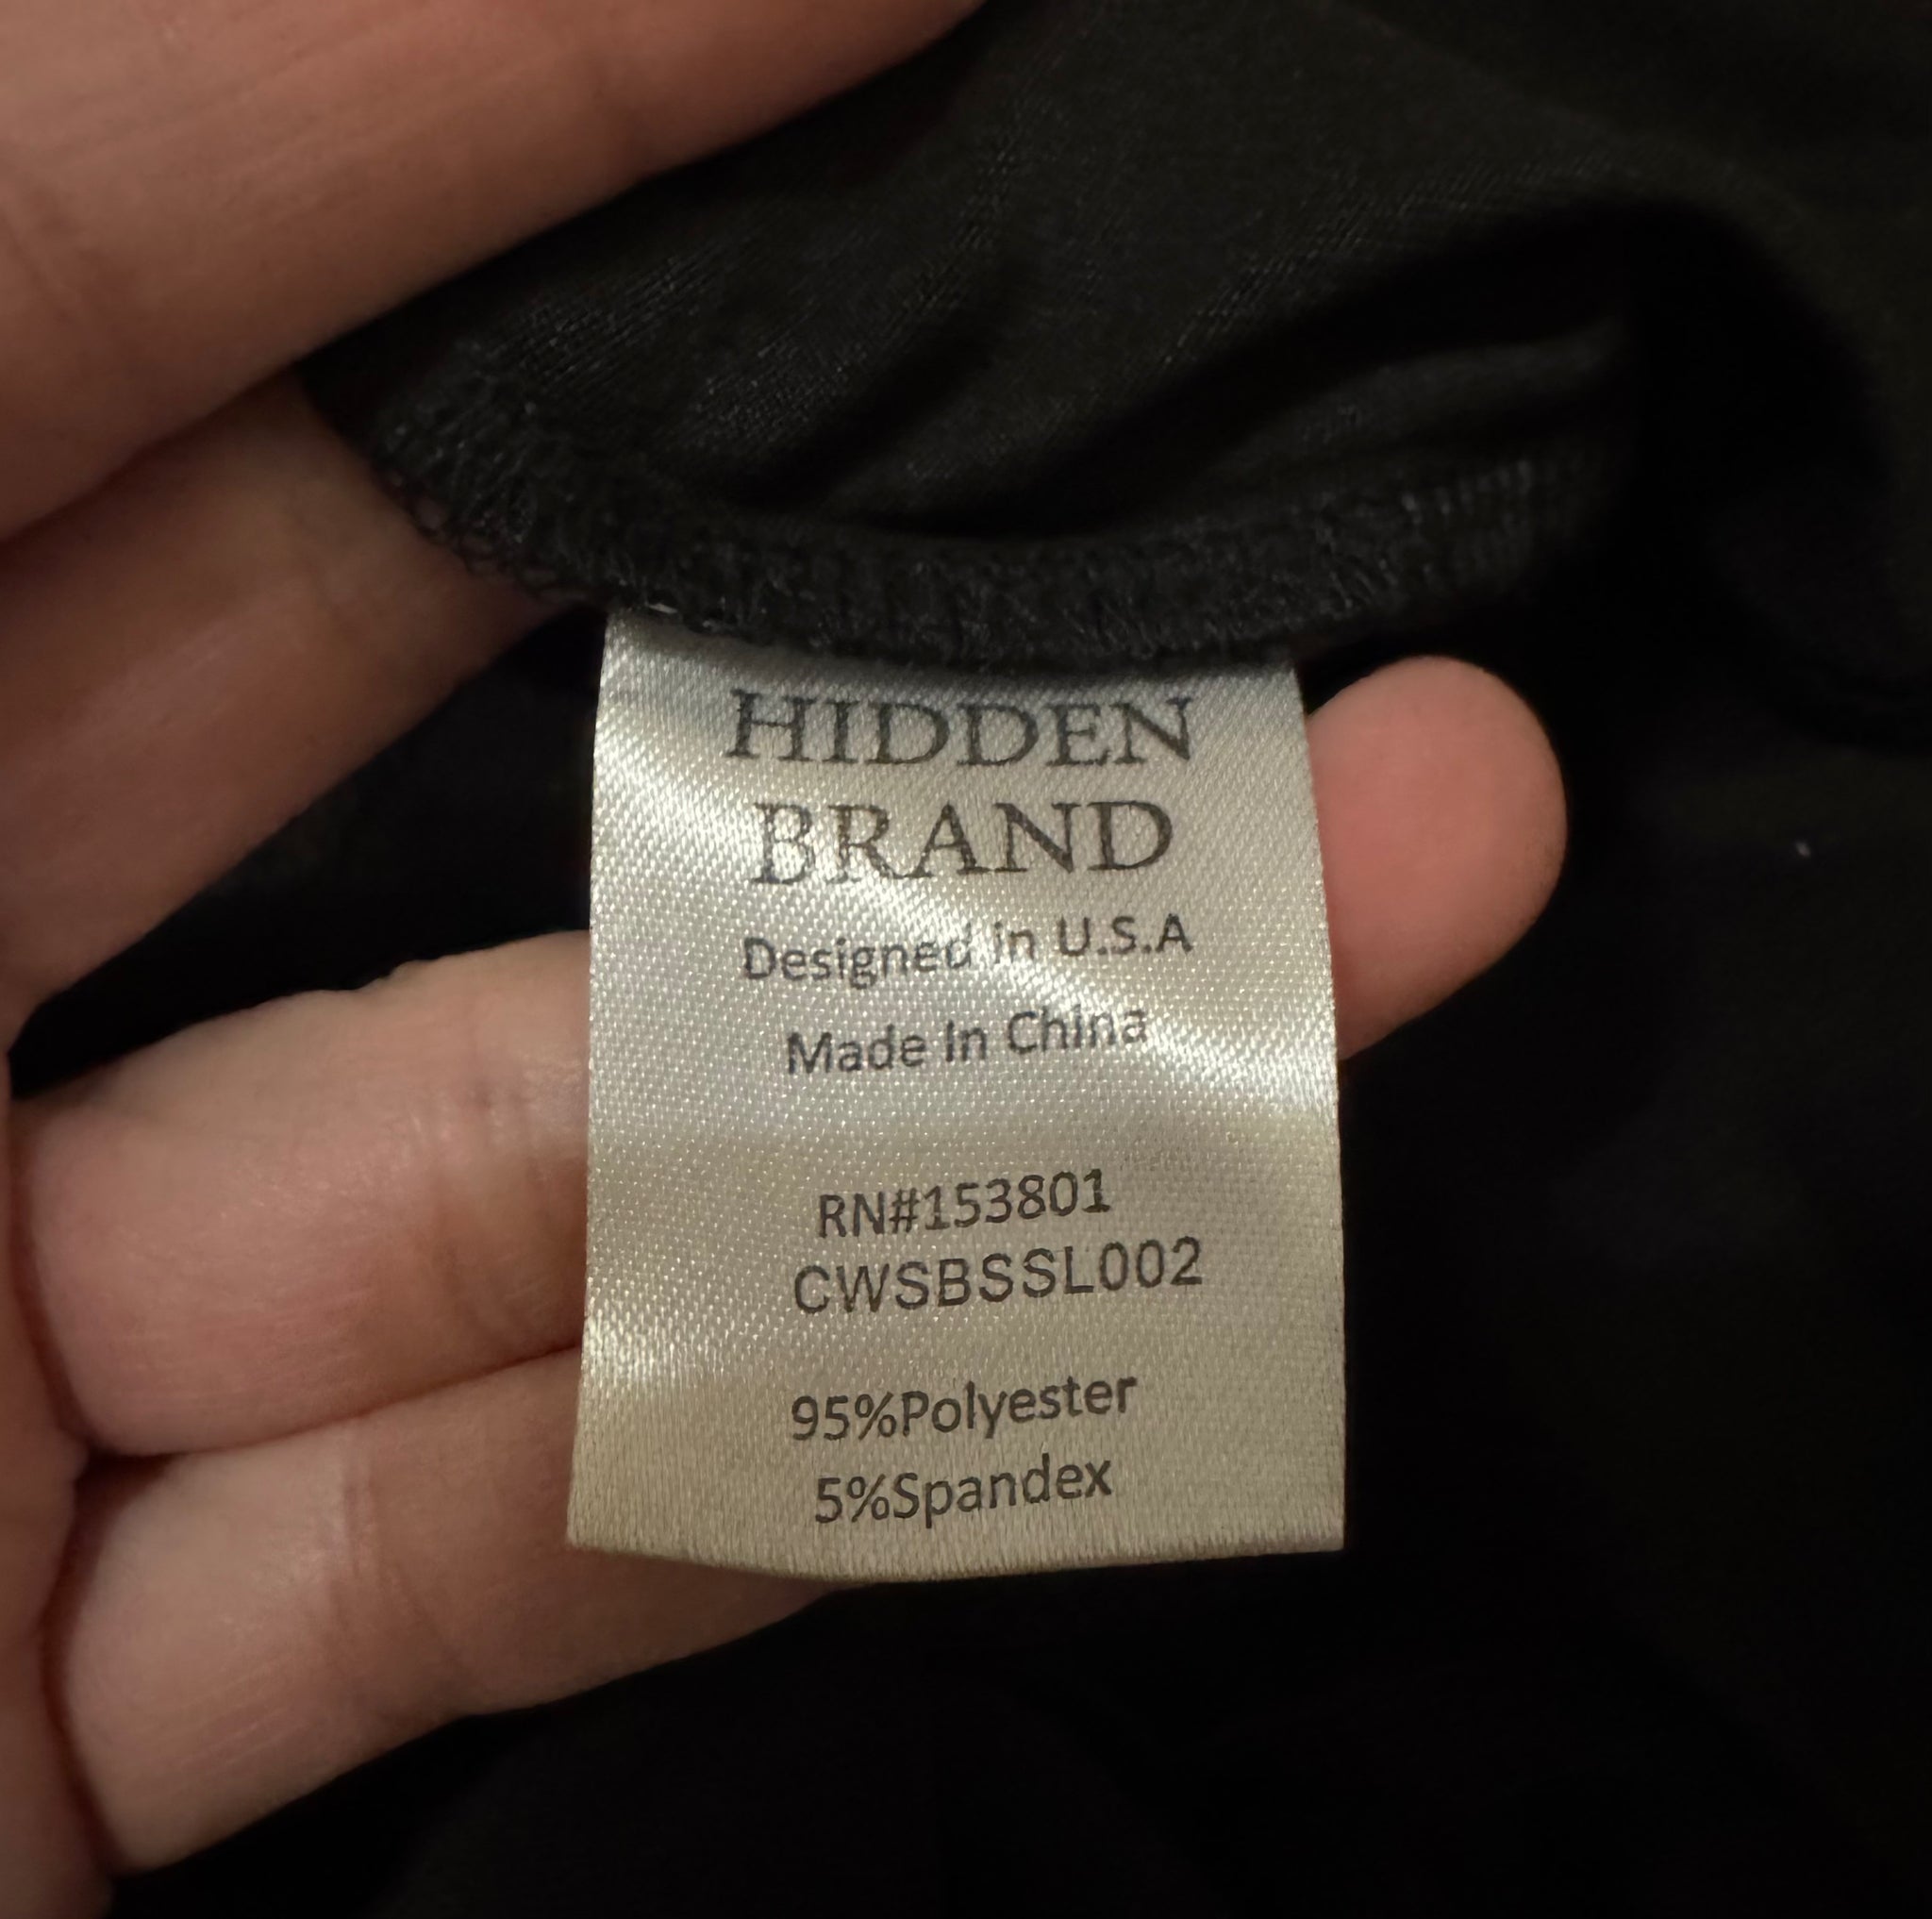 HIDDEN
BRAND
Designed in U.S.A
Made In China
RN#153801
CWSBSSL002
95%Polyester
5%Spandex